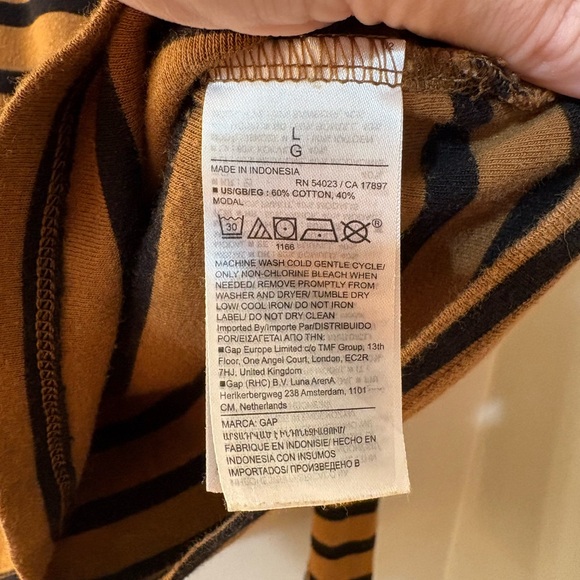 L
G
MADE IN INDONESIA
RN 54023 / CA 17897
■ US/GB/EG : 60% COTTON, 40%
MODAL
30
®
1166
MACHINE WASH COLD GENTLE CYCLE/
ONLY NON-CHLORINE BLEACH WHEN
NEEDED/ REMOVE PROMPTLY FROM
WASHER AND DRYER/ TUMBLE DRY
LOW/ COOL IRON/ DO NOT IRON
LABEL/ DO NOT DRY CLEAN
Imported By/importe Par/DISTRIBUIDO
POR/ΕΙΣΑΓΕΤΑΙ ΑΠΟ ΤΗΝ:
■Gap Europe Limited c/o TMF Group, 13th
Floor, One Angel Court, London, EC2R
7HJ, United Kingdom
■Gap (RHC) B.V. Luna ArenA
Herikerbergweg 238 Amsterdam, 1101
CM, Netherlands
MARCA: GAP
FABRIQUE EN INDONISIE/ HECHO EN
INDONESIA CON INSUMOS
IMPORTADOS/ ПРОИЗВЕДЕНО В